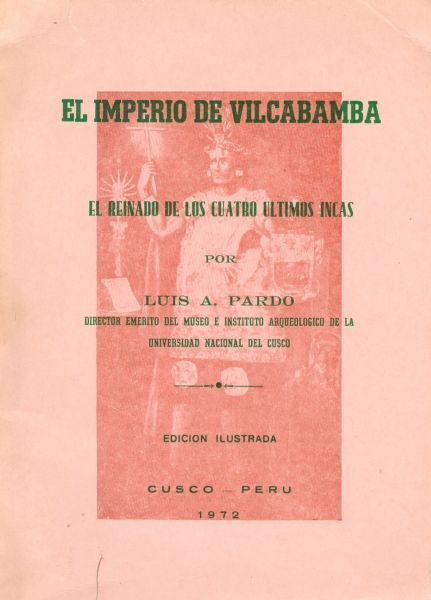 EL IMPERIO DE VILCABAMBA
EL REINADO DE LOS CUATRO ULTIMOS INCAS
POR
LUIS A. PARDO
DIRECTOR EMERITO DEL MUSEO E INSTITUTO ARQUEOLOGICO DE LA
UNIVERSIDAD NACIONAL DEL CUSCO
EDICION ILUSTRADA
CUSCO — PERU
1972